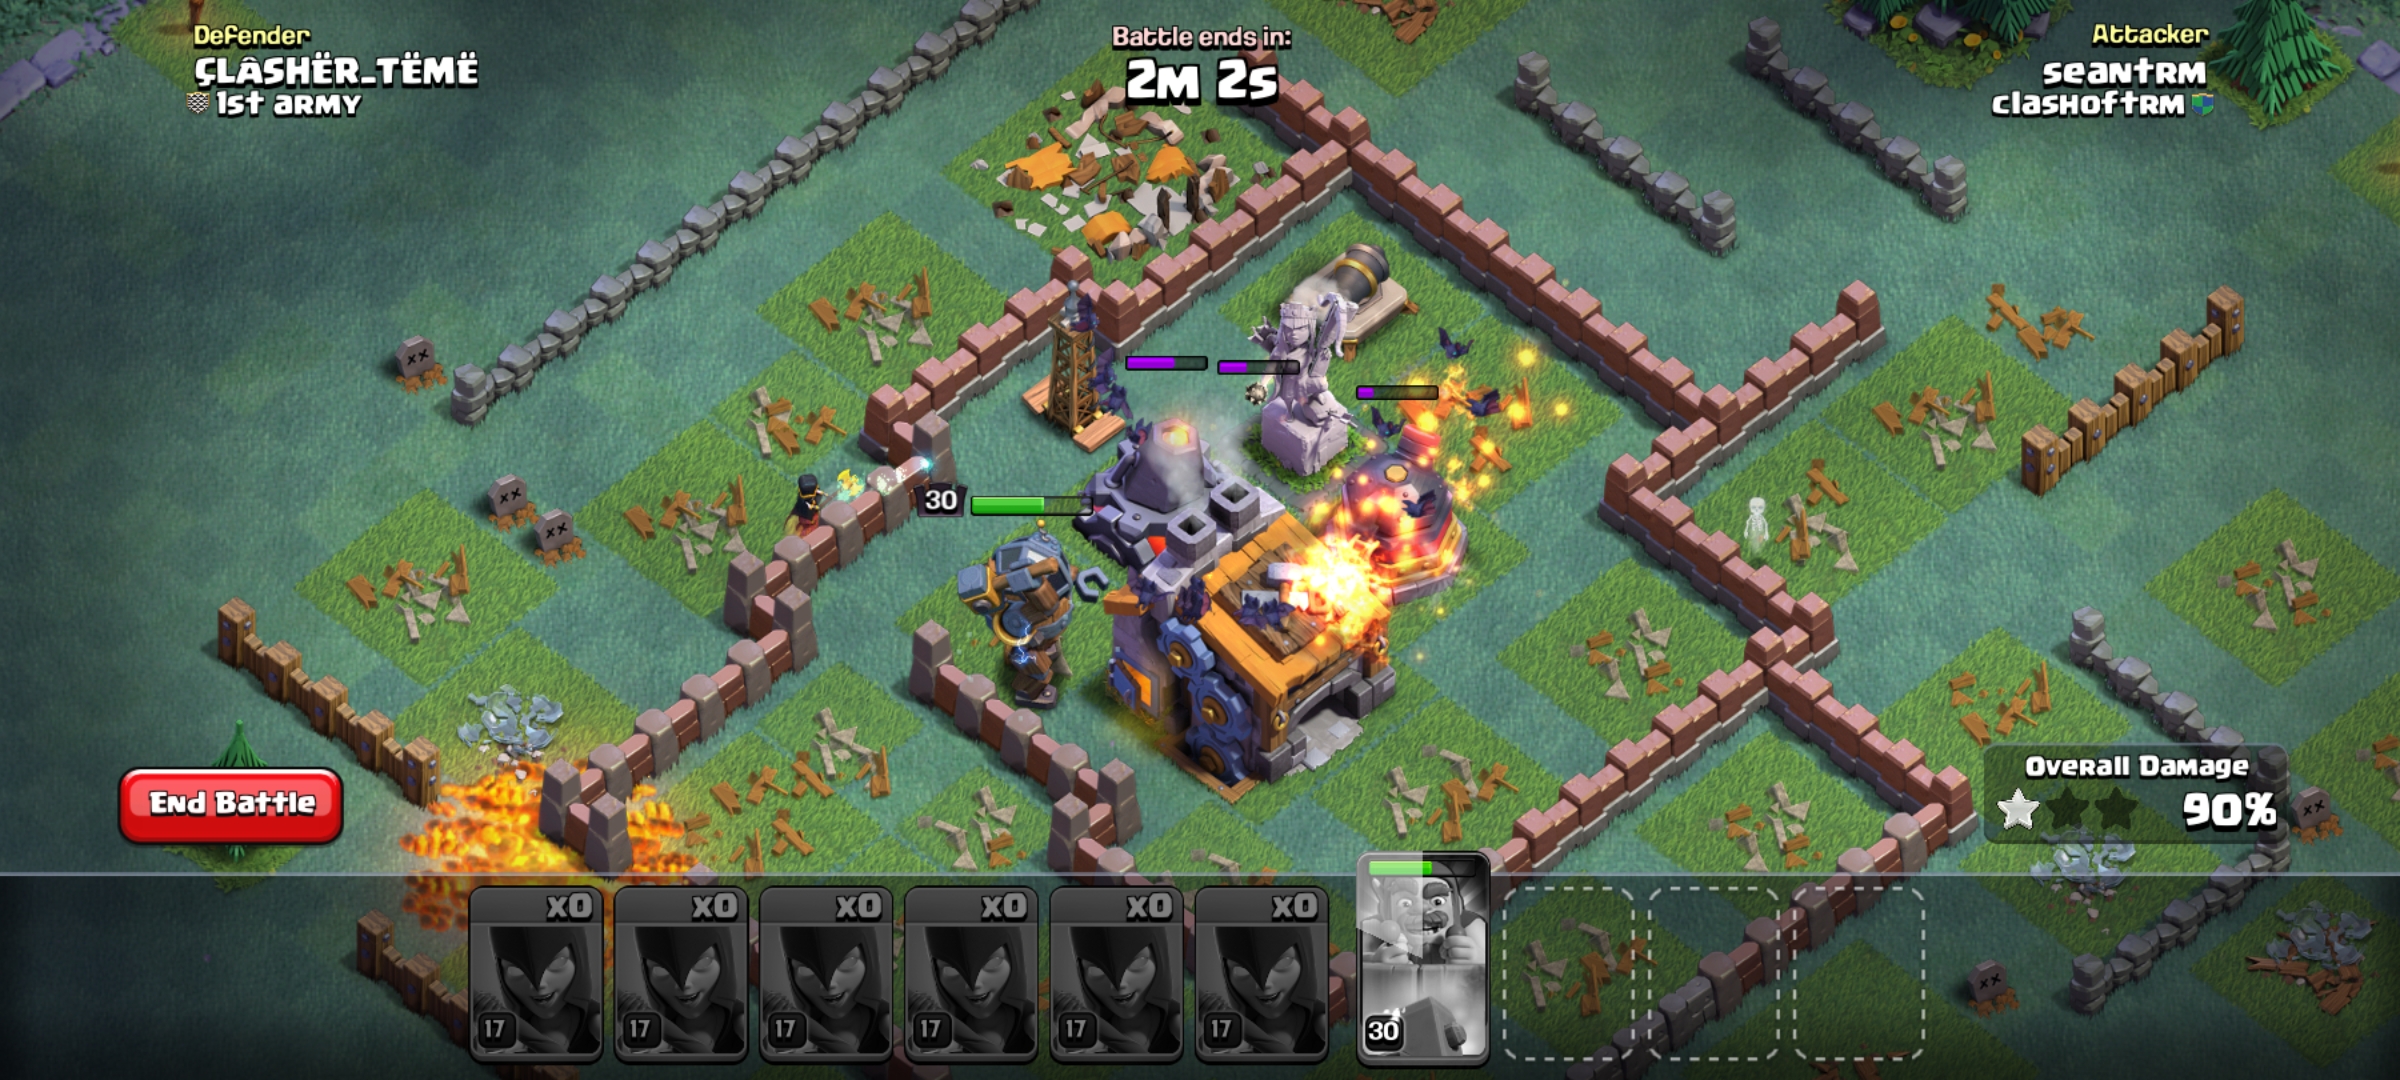 Defender
ÇLÂSHËR_TËMË
1st ARMY
Battle ends in:
2M 2S
Attacker
seantRM
clashoftRM
30
End Battle
Overall Damage
90%
x0
x0
x0
x0
x0
x0
17
17
17
17
17
17
30